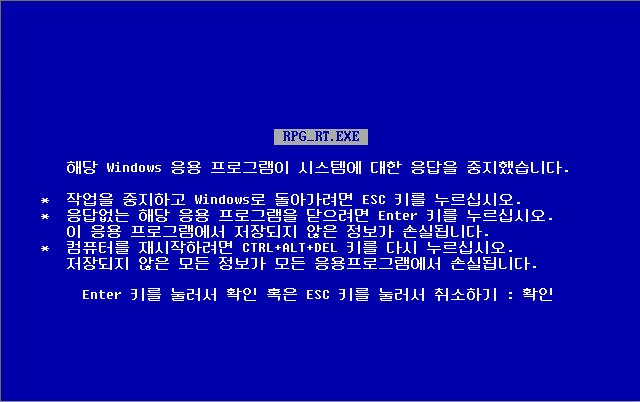 RPG_RT.EXE
해당 Windows 응용 프로그램이 시스템에 대한 응답을 중지했습니다.
* 작업을 중지하고 Windows로 돌아가려면 ESC 키를 누르십시오.
* 응답없는 해당 응용 프로그램을 닫으려면 Enter 키를 누르십시오.
이 응용 프로그램에서 저장되지 않은 정보가 손실됩니다.
* 컴퓨터를 재시작하려면 CTRL+ALT+DEL 키를 다시 누르십시오.
저장되지 않은 모든 정보가 모든 응용프로그램에서 손실됩니다.
Enter 키를 눌러서 확인 혹은 ESC 키를 눌러서 취소하기 : 확인